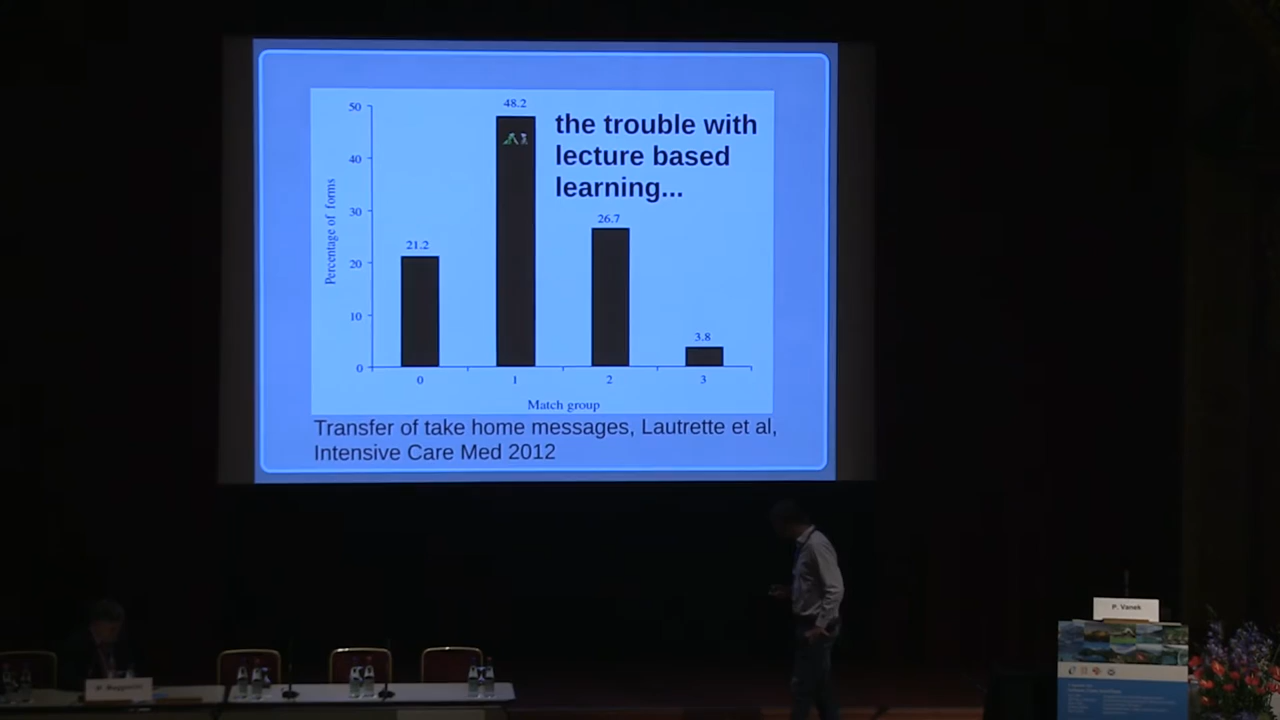 50
48.2
the trouble with
lecture based
learning...
40
30
26.7
21.2
20
10
3.8
0
Percentage of forms
0 1 2 3
Match group
Transfer of take home messages, Lautrette et al,
Intensive Care Med 2012
P. Vanek